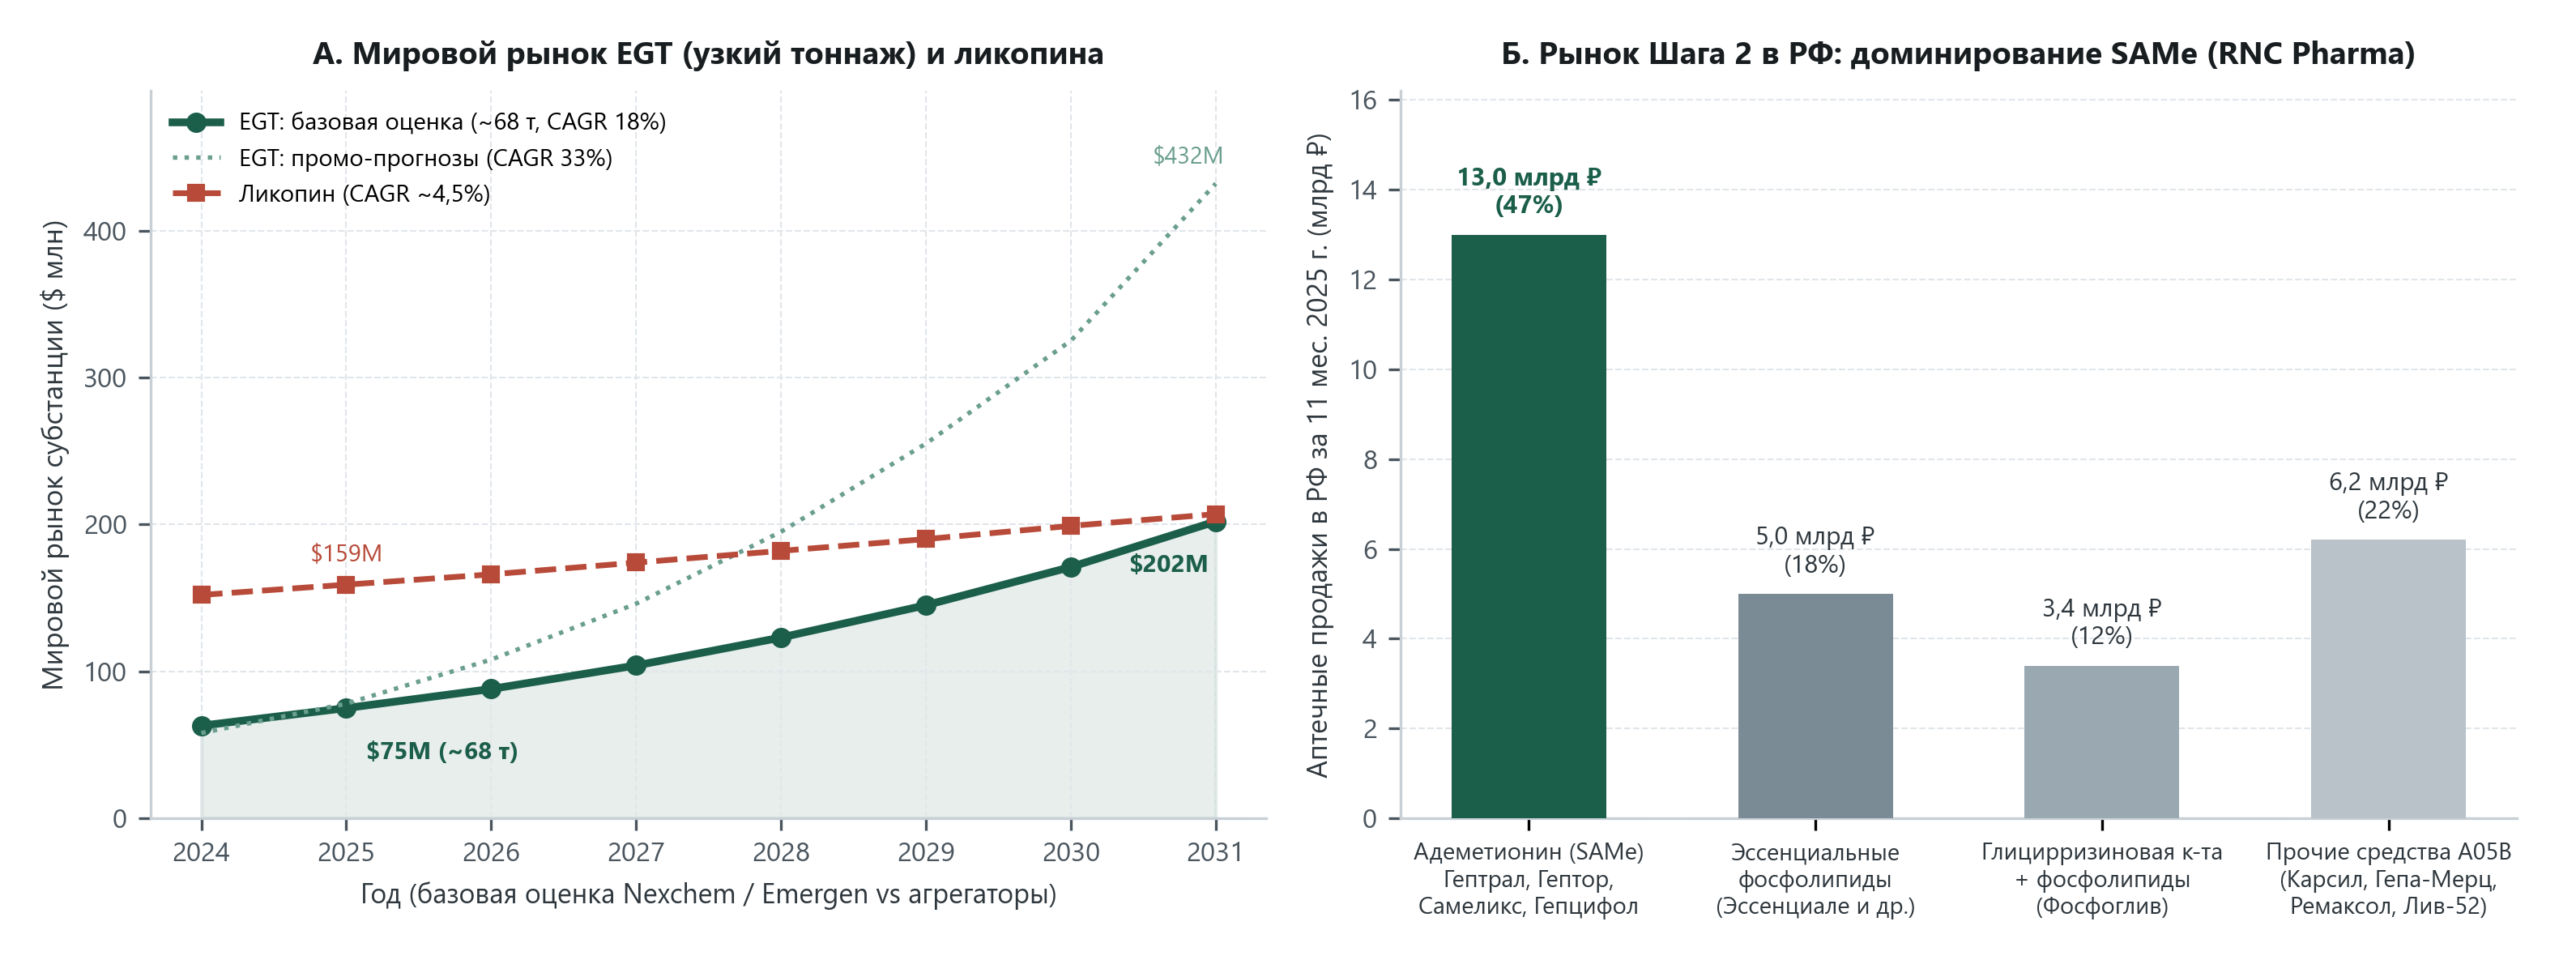 А. Мировой рынок EGT (узкий тоннаж) и ликопина
EGT: базовая оценка (~68 т, CAGR 18%)
EGT: промо-прогнозы (CAGR 33%)
Ликопин (CAGR ~4,5%)
Мировой рынок субстанции ($ млн)
400
300
200
100
0
$432M
$159M
$202M
$75M (~68 т)
2024
2025
2026
2027
2028
2029
2030
2031
Год (базовая оценка Nexchem / Emergen vs агрегаторы)
Б. Рынок Шага 2 в РФ: доминирование SAMe (RNC Pharma)
Аптечные продажи в РФ за 11 мес. 2025 г. (млрд ₽)
16
14
12
10
8
6
4
2
0
13,0 млрд ₽
(47%)
5,0 млрд ₽
(18%)
3,4 млрд ₽
(12%)
6,2 млрд ₽
(22%)
Адеметионин (SAMe)
Гептрал, Гептор,
Самеликс, Гепцифол
Эссенциальные
фосфолипиды
(Эссенциале и др.)
Глицирризиновая к-та
+ фосфолипиды
(Фосфоглив)
Прочие средства A05B
(Карсил, Гепа-Мерц,
Ремаксол, Лив-52)